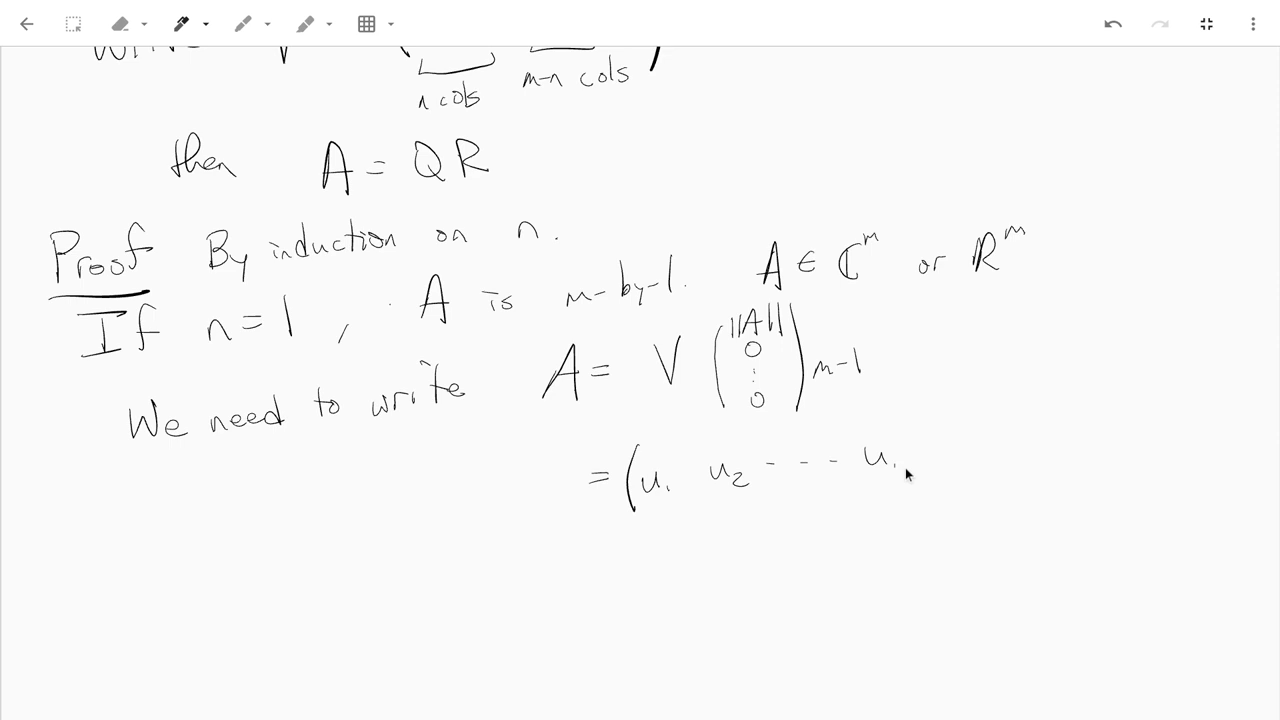 n cols m-n cols
then A = QR
Proof By induction on n.
If n=1, A is m-by-1. A ∈ ℂ^m or ℝ^m
We need to write A = V (||A|| 0 ⋮ 0) m-1
= (u₁ u₂ --- u.